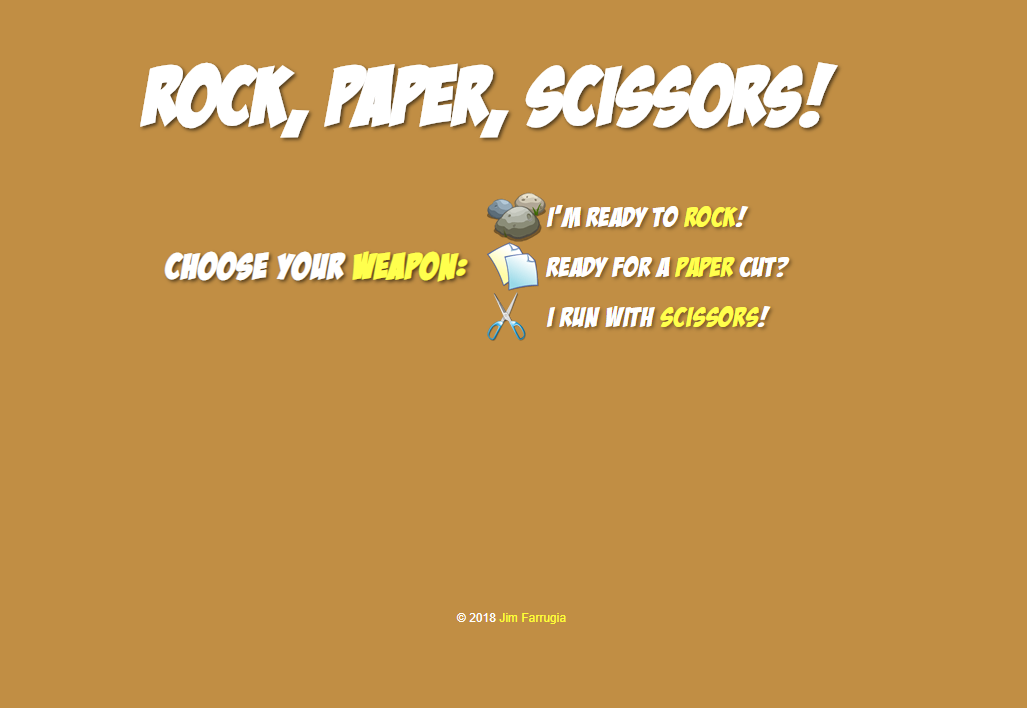 ROCK, PAPER, SCISSORS!
I'M READY TO ROCK!
CHOOSE YOUR WEAPON:
READY FOR A PAPER CUT?
I RUN WITH SCISSORS!
© 2018 Jim Farrugia